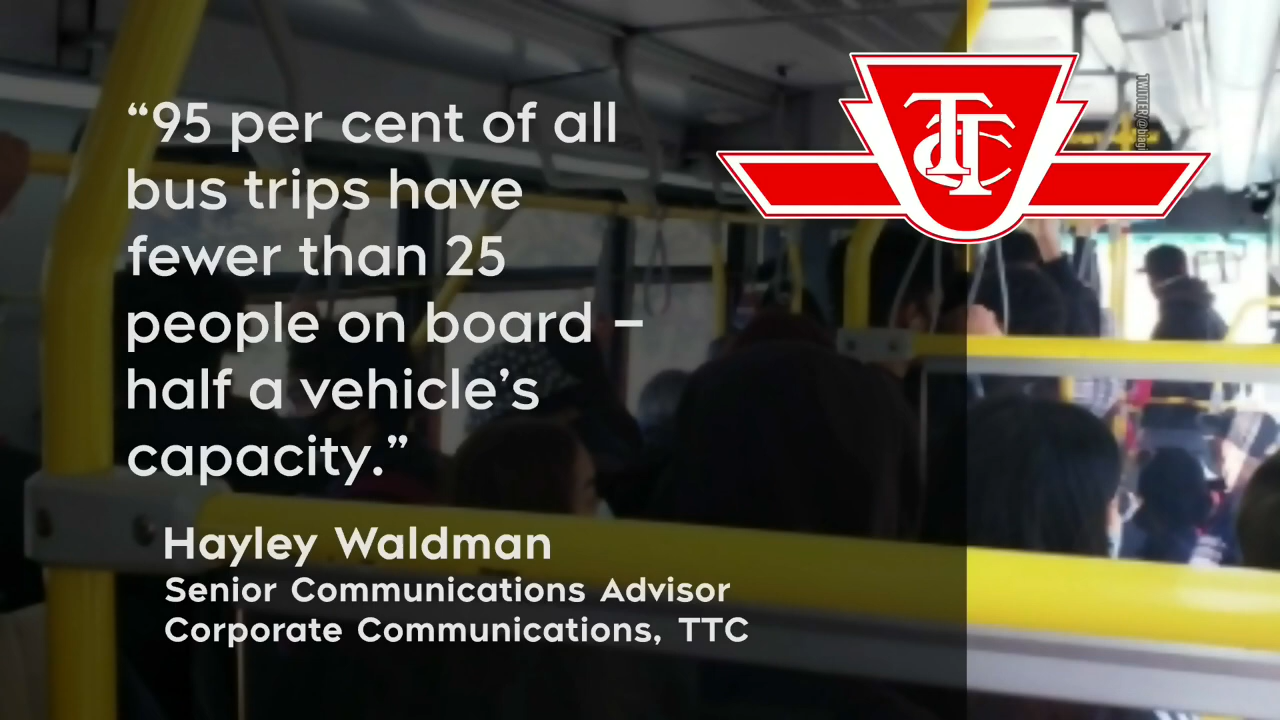 “95 per cent of all
bus trips have
fewer than 25
people on board –
half a vehicle’s
capacity.”
Hayley Waldman
Senior Communications Advisor
Corporate Communications, TTC
TTC